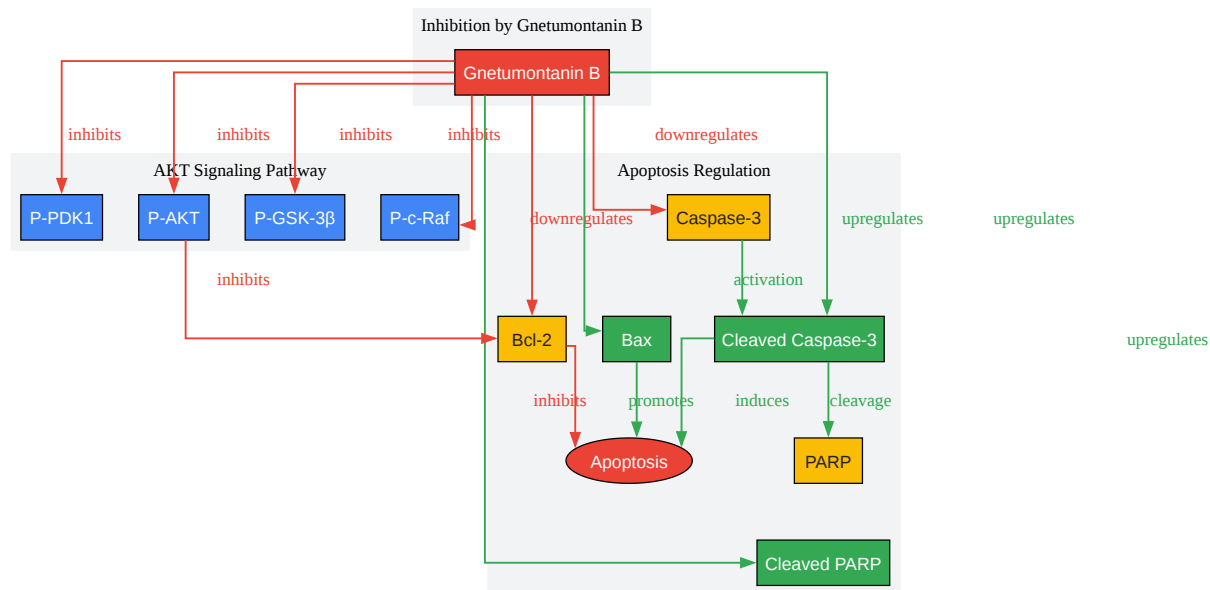 Inhibition by Gnetumontanin B
Gnetumontanin B
inhibits
inhibits
inhibits
inhibits
downregulates
AKT Signaling Pathway
Apoptosis Regulation
P-PDK1
P-AKT
P-GSK-3β
P-c-Raf
downregulates
Caspase-3
upregulates
upregulates
inhibits
activation
Bcl-2
Bax
Cleaved Caspase-3
upregulates
inhibits
promotes
induces
cleavage
Apoptosis
PARP
Cleaved PARP